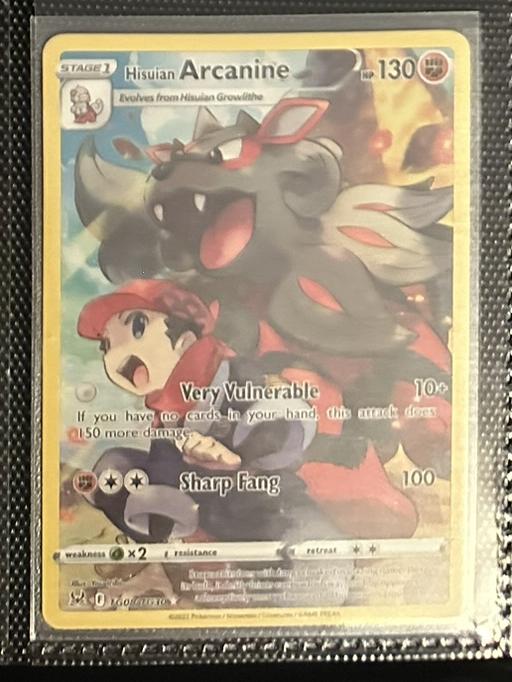 STAGE 1
Hisuian Arcanine HP 130
Evolves from Hisuian Growlithe
Very Vulnerable 10+
If you have no cards in your hand, this attack does
150 more damage.
Sharp Fang 100
weakness ×2 resistance retreat
©2022 Pokémon / Nintendo / Creatures / GAME FREAK